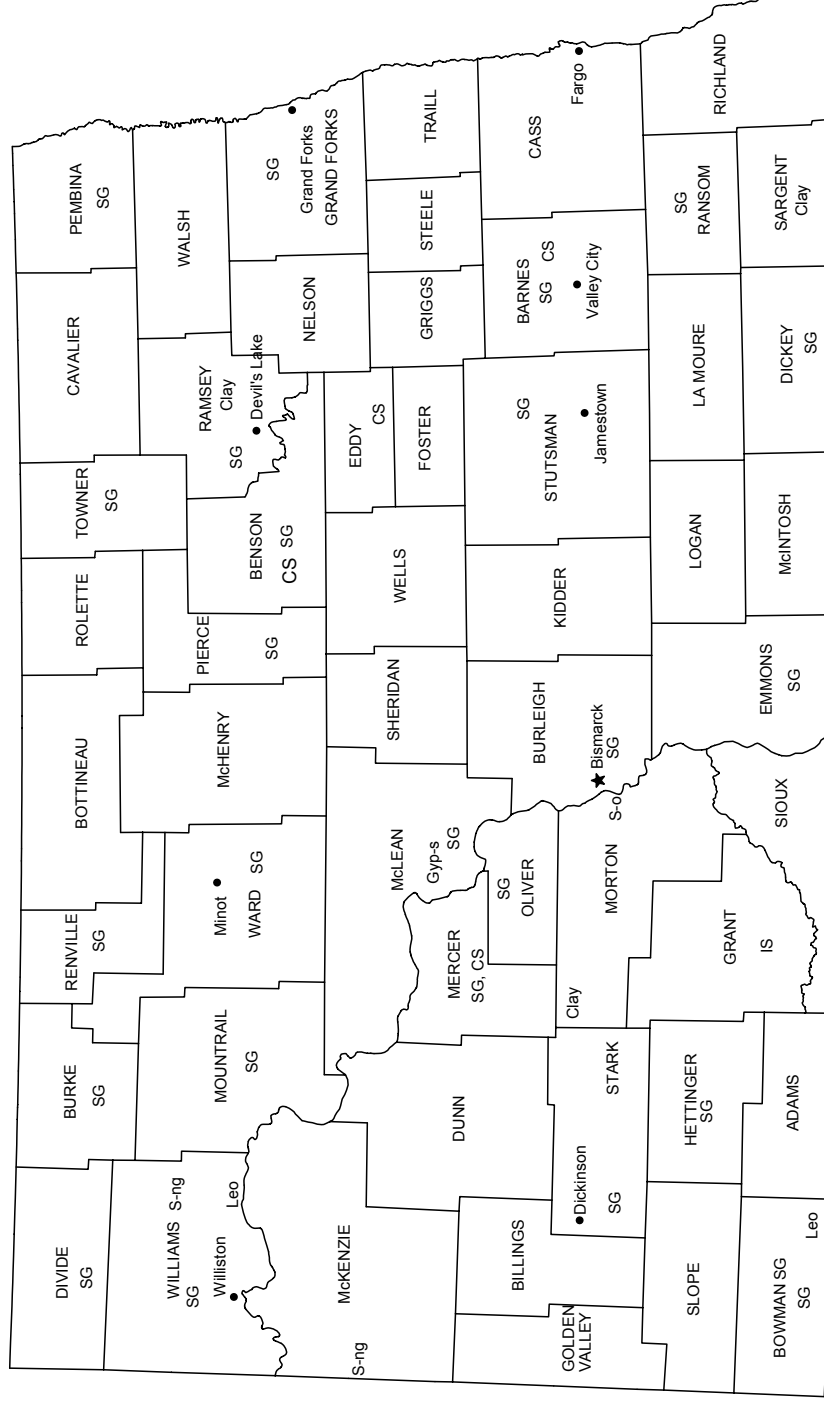 DIVIDE
SG
BURKE
SG
RENVILLE
SG
BOTTINEAU
ROLETTE
TOWNER
SG
CAVALIER
PEMBINA
SG
WILLIAMS S-ng
SG
Leo
Williston
MOUNTRAIL
SG
Minot
WARD SG
McHENRY
PIERCE
SG
BENSON
CS SG
RAMSEY
Clay
SG
Devil's Lake
WALSH
NELSON
SG
Grand Forks
GRAND FORKS
McKENZIE
S-ng
DUNN
McLEAN
Gyp-s
SG
SHERIDAN
WELLS
EDDY
CS
FOSTER
GRIGGS
STEELE
TRAILL
MERCER
SG, CS
SG
OLIVER
GOLDEN
VALLEY
BILLINGS
Dickinson
SG
STARK
Clay
MORTON
S-o
BURLEIGH
Bismarck
SG
KIDDER
SG
STUTSMAN
Jamestown
BARNES
SG CS
Valley City
CASS
Fargo
SLOPE
HETTINGER
SG
GRANT
IS
SIOUX
EMMONS
SG
LOGAN
LA MOURE
SG
RANSOM
RICHLAND
BOWMAN SG
SG
Leo
ADAMS
McINTOSH
DICKEY
SG
SARGENT
Clay